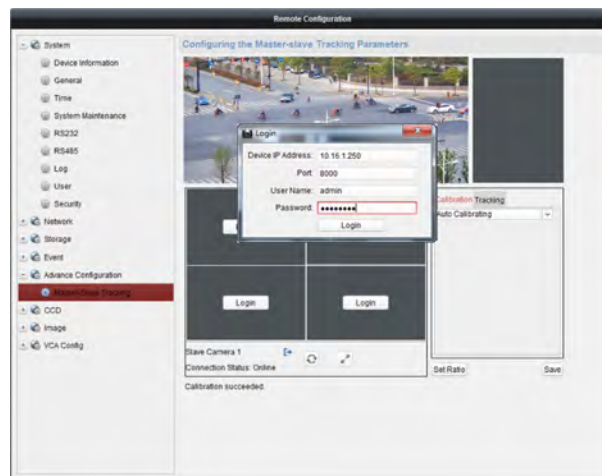 Remote Configuration
System
Device Information
General
Time
System Maintenance
RS232
RS485
Log
User
Security
Network
Storage
Event
Advance Configuration
Master-Slave Tracking
CCD
Image
VCA Config
Configuring the Master-slave Tracking Parameters
Login
Device IP Address: 10.16.1.250
Port: 8000
User Name: admin
Password: ●●●●●●●●
Login
Login
Login
Slave Camera 1
Connection Status: Online
Calibration succeeded.
Calibration Tracking
Auto Calibrating
Set Ratio
Save